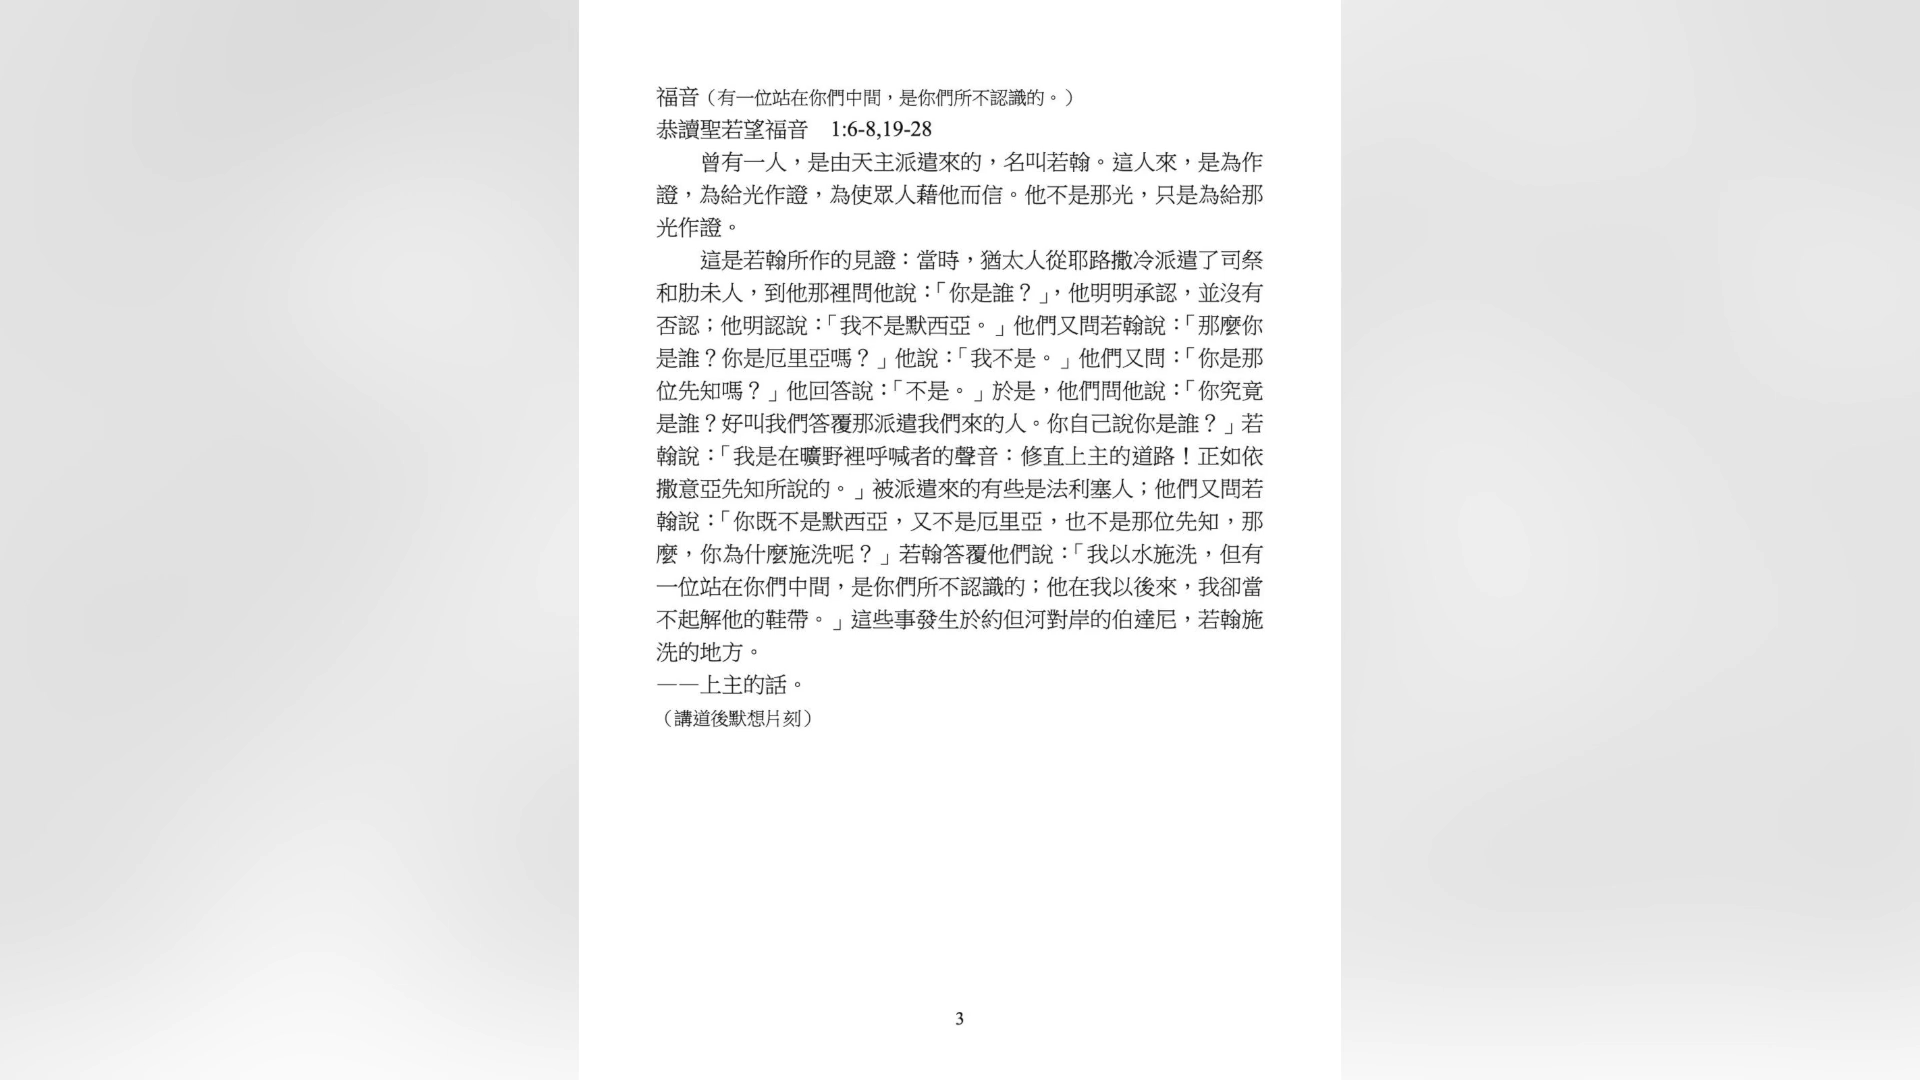 福音（有一位站在你們中間，是你們所不認識的。）
恭讀聖若望福音　1:6-8,19-28
曾有一人，是由天主派遣來的，名叫若翰。這人來，是為作
證，為給光作證，為使眾人藉他而信。他不是那光，只是為給那
光作證。
這是若翰所作的見證：當時，猶太人從耶路撒冷派遣了司祭
和肋未人，到他那裡問他說：「你是誰？」，他明明承認，並沒有
否認；他明認說：「我不是默西亞。」他們又問若翰說：「那麼你
是誰？你是厄里亞嗎？」他說：「我不是。」他們又問：「你是那
位先知嗎？」他回答說：「不是。」於是，他們問他說：「你究竟
是誰？好叫我們答覆那派遣我們來的人。你自己說你是誰？」若
翰說：「我是在曠野裡呼喊者的聲音：修直上主的道路！正如依
撒意亞先知所說的。」被派遣來的有些是法利塞人；他們又問若
翰說：「你既不是默西亞，又不是厄里亞，也不是那位先知，那
麼，你為什麼施洗呢？」若翰答覆他們說：「我以水施洗，但有
一位站在你們中間，是你們所不認識的；他在我以後來，我卻當
不起解他的鞋帶。」這些事發生於約但河對岸的伯達尼，若翰施
洗的地方。
——上主的話。
（講道後默想片刻）
3